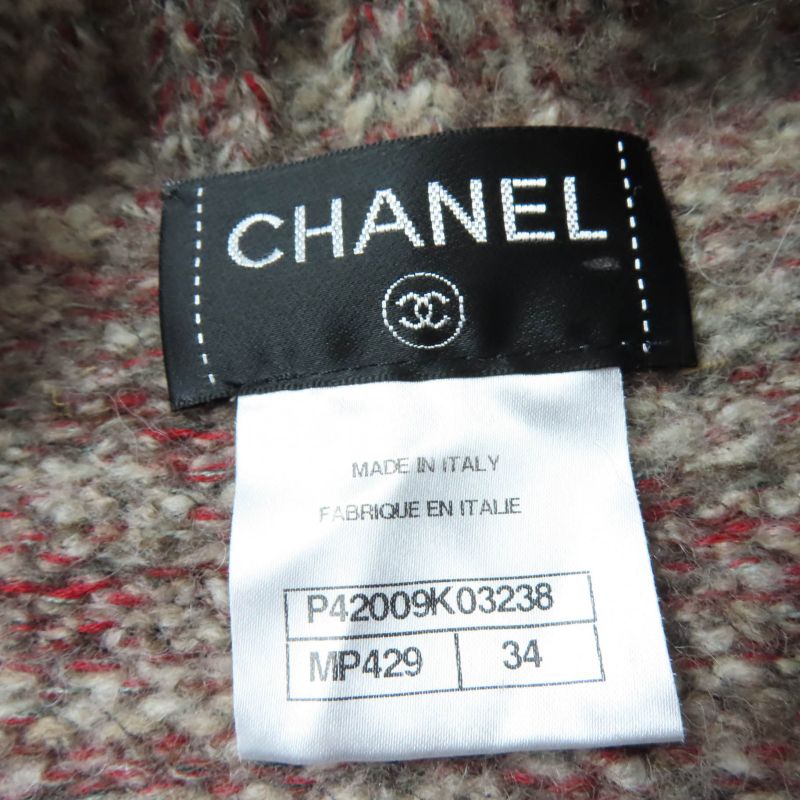 CHANEL
MADE IN ITALY
FABRIQUE EN ITALIE
P42009K03238
MP429 34